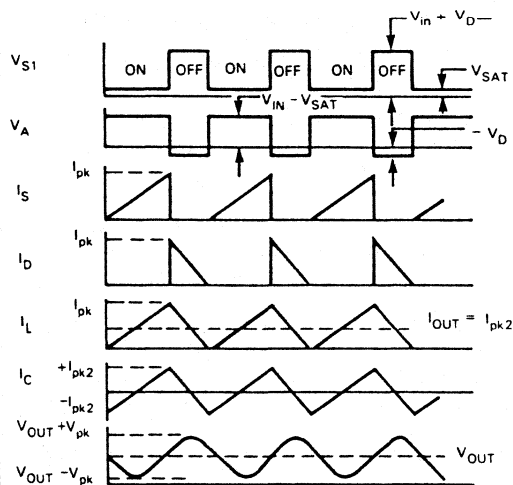 V_in + V_D
V_S1 ON OFF ON OFF ON OFF
V_SAT
V_IN − V_SAT
V_A
− V_D
I_pk
I_S
I_pk
I_D
I_pk
I_L
I_OUT = I_pk2
I_C +I_pk2
−I_pk2
V_OUT +V_pk
V_OUT
V_OUT −V_pk